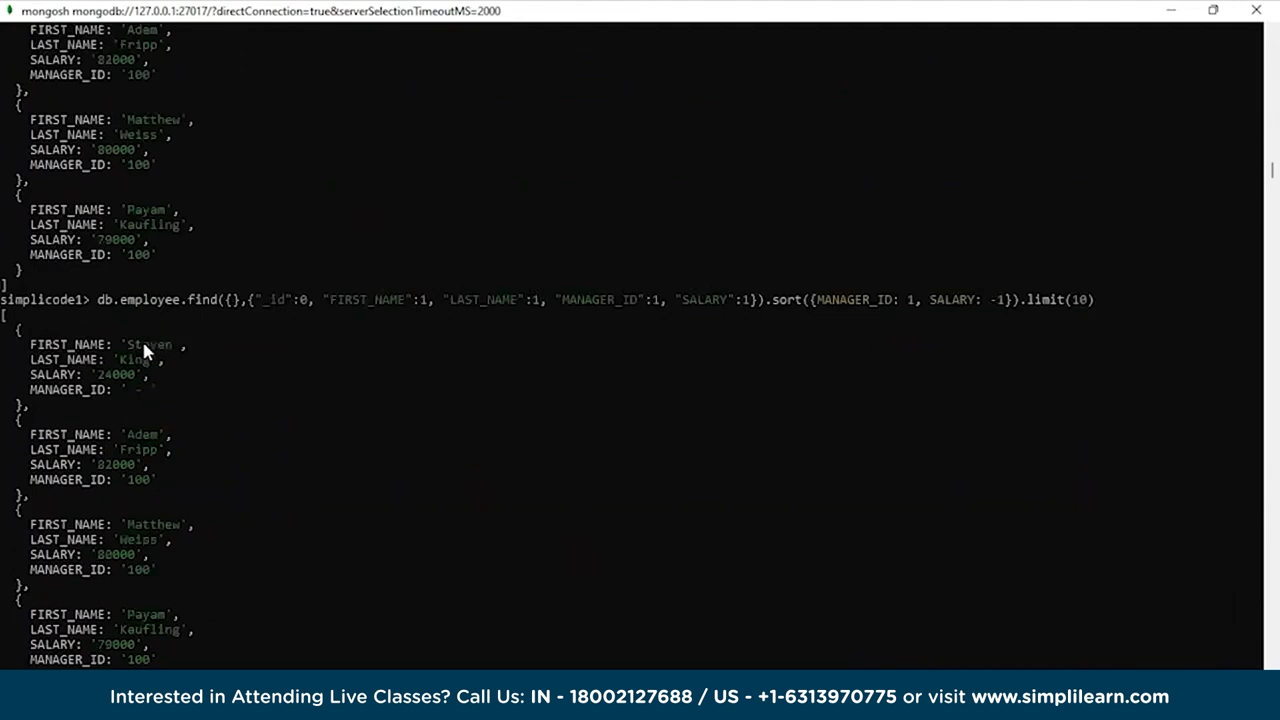 mongosh mongodb://127.0.0.1:27017/?directConnection=true&serverSelectionTimeoutMS=2000
FIRST_NAME: 'Adam',
LAST_NAME: 'Fripp',
SALARY: '82000',
MANAGER_ID: '100'
},
{
FIRST_NAME: 'Matthew',
LAST_NAME: 'Weiss',
SALARY: '80000',
MANAGER_ID: '100'
},
{
FIRST_NAME: 'Payam',
LAST_NAME: 'Kaufling',
SALARY: '79000',
MANAGER_ID: '100'
}
]
simplicode1> db.employee.find({},{"_id":0, "FIRST_NAME":1, "LAST_NAME":1, "MANAGER_ID":1, "SALARY":1}).sort({MANAGER_ID: 1, SALARY: -1}).limit(10)
[
{
FIRST_NAME: 'Steven ,
LAST_NAME: 'King',
SALARY: '24000',
MANAGER_ID: ' - '
},
{
FIRST_NAME: 'Adam',
LAST_NAME: 'Fripp',
SALARY: '82000',
MANAGER_ID: '100'
},
{
FIRST_NAME: 'Matthew',
LAST_NAME: 'Weiss',
SALARY: '80000',
MANAGER_ID: '100'
},
{
FIRST_NAME: 'Payam',
LAST_NAME: 'Kaufling',
SALARY: '79000',
MANAGER_ID: '100'
Interested in Attending Live Classes? Call Us: IN - 18002127688 / US - +1-6313970775 or visit www.simplilearn.com